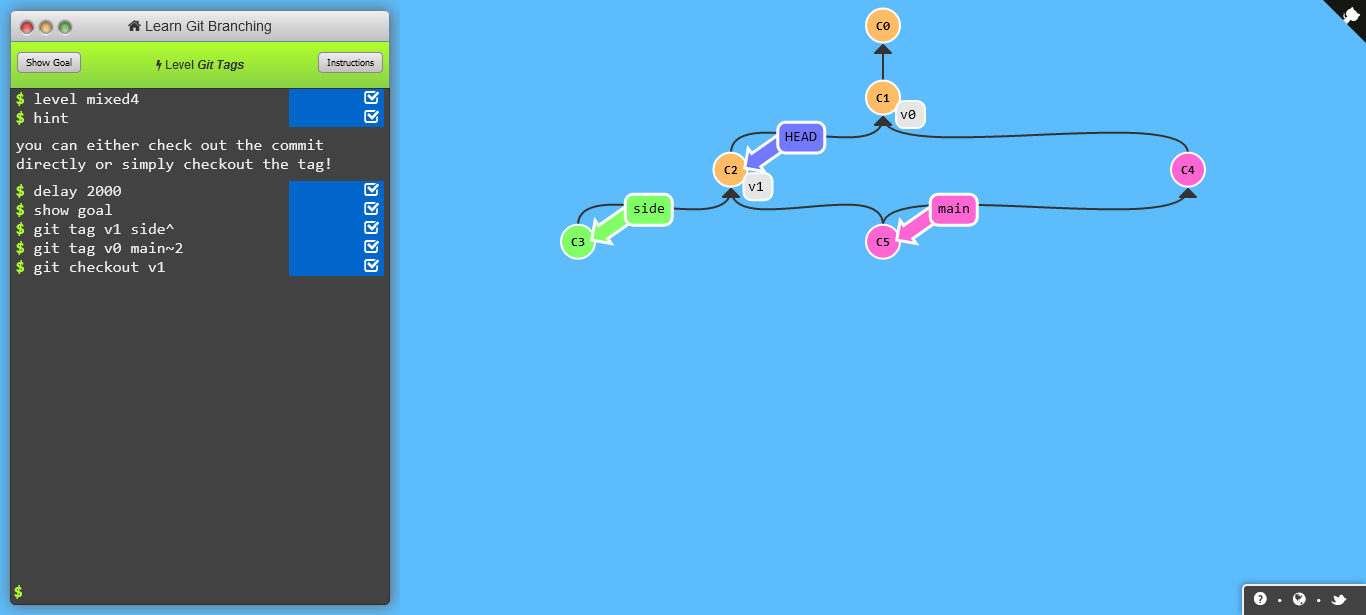 Learn Git Branching
Show Goal
Level Git Tags
Instructions
$ level mixed4
$ hint
you can either check out the commit
directly or simply checkout the tag!
$ delay 2000
$ show goal
$ git tag v1 side^
$ git tag v0 main~2
$ git checkout v1
$
C0
C1
v0
HEAD
C2
v1
C4
side
main
C3
C5